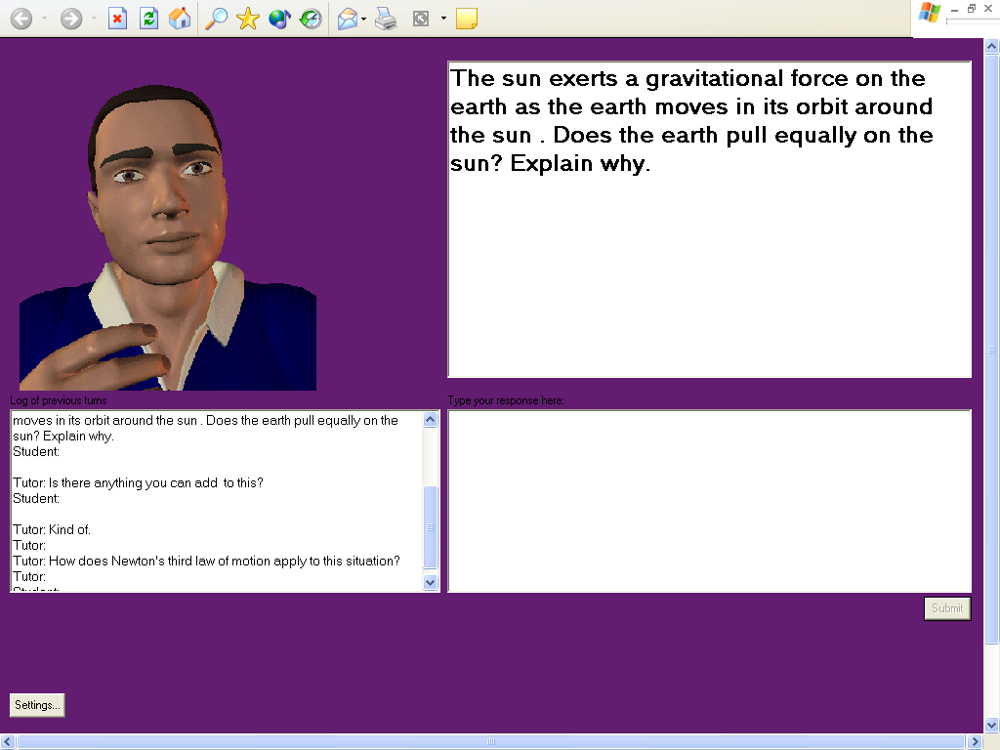 The sun exerts a gravitational force on the
earth as the earth moves in its orbit around
the sun . Does the earth pull equally on the
sun? Explain why.
Log of previous turns
Type your response here:
moves in its orbit around the sun . Does the earth pull equally on the
sun? Explain why.
Student:
Tutor: Is there anything you can add  to this?
Student:
Tutor: Kind of.
Tutor:
Tutor: How does Newton's third law of motion apply to this situation?
Tutor:
Student:
Submit
Settings...